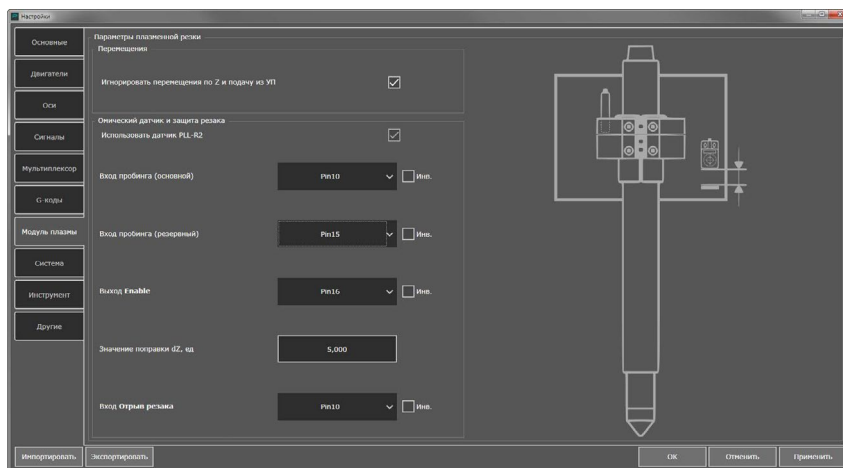 Настройки
Основные
Двигатели
Оси
Сигналы
Мультиплексор
G-коды
Модуль плазмы
Система
Инструмент
Другие
Параметры плазменной резки
Перемещения
Игнорировать перемещения по Z и подачу из УП
Омический датчик и защита резака
Использовать датчик PLL-R2
Вход пробинга (основной) Pin10 Инв.
Вход пробинга (резервный) Pin15 Инв.
Выход Enable Pin16 Инв.
Значение поправки dZ, ед 5,000
Вход Отрыв резака Pin10 Инв.
Импортировать Экспортировать OK Отменить Применить